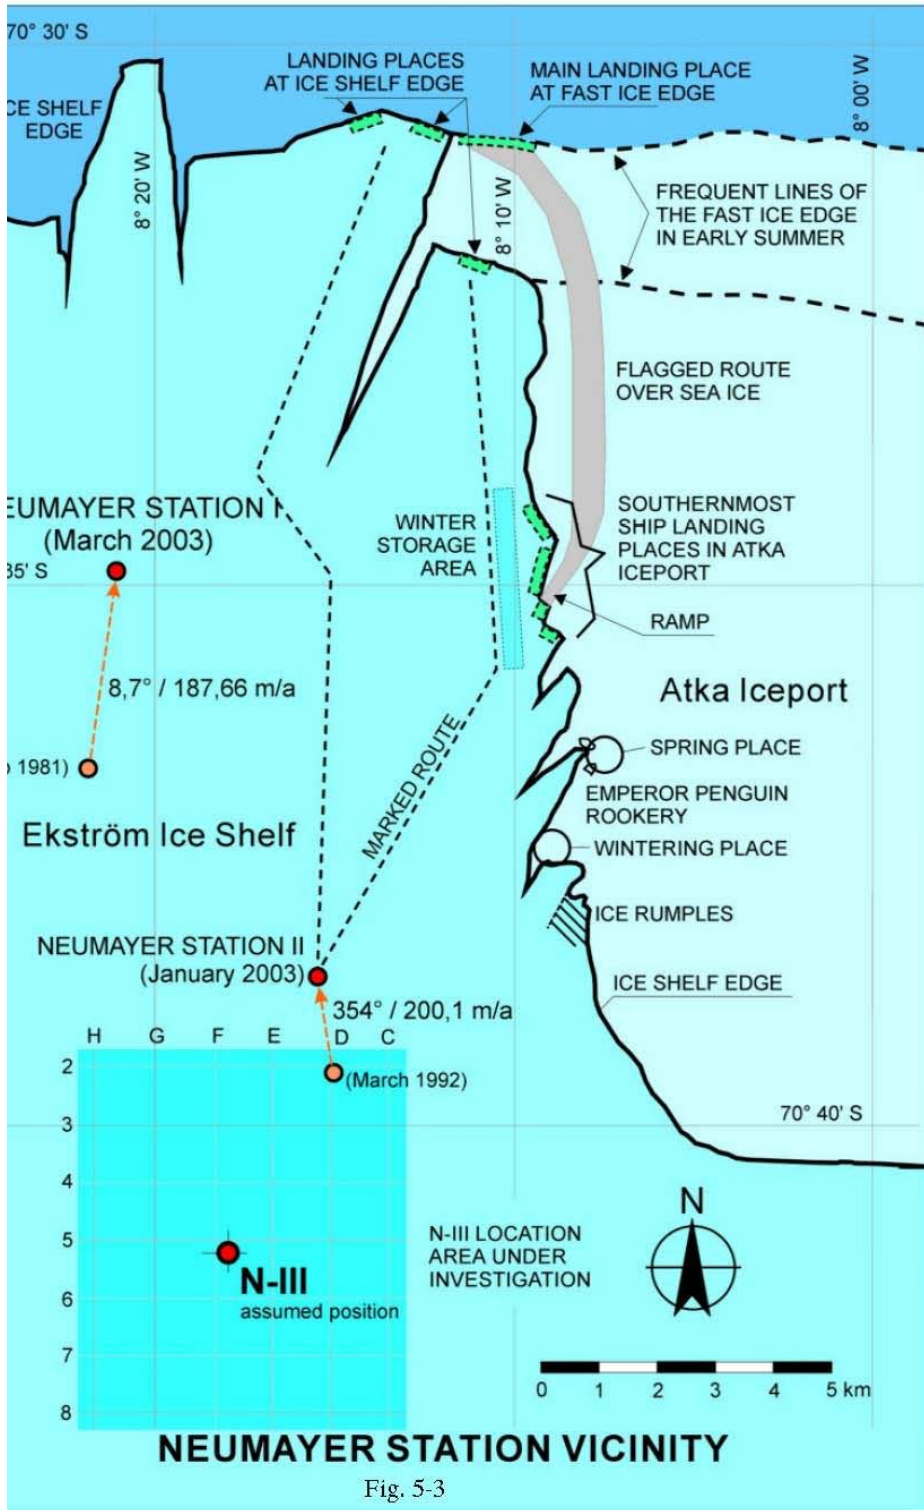 70° 30' S
LANDING PLACES
AT ICE SHELF EDGE
MAIN LANDING PLACE
AT FAST ICE EDGE
8° 00' W
CE SHELF
EDGE
8° 20' W
8° 10' W
FREQUENT LINES OF
THE FAST ICE EDGE
IN EARLY SUMMER
FLAGGED ROUTE
OVER SEA ICE
EUMAYER STATION I
(March 2003)
WINTER
STORAGE
AREA
SOUTHERNMOST
SHIP LANDING
PLACES IN ATKA
ICEPORT
35' S
RAMP
8,7° / 187,66 m/a
Atka Iceport
MARKED ROUTE
SPRING PLACE
1981)
EMPEROR PENGUIN
ROOKERY
Ekström Ice Shelf
WINTERING PLACE
ICE RUMPLES
NEUMAYER STATION II
(January 2003)
ICE SHELF EDGE
354° / 200,1 m/a
H G F E D C
2
(March 1992)
3
70° 40' S
4
5
6
7
8
N-III
assumed position
N-III LOCATION
AREA UNDER
INVESTIGATION
N
0 1 2 3 4 5 km
NEUMAYER STATION VICINITY
Fig. 5-3